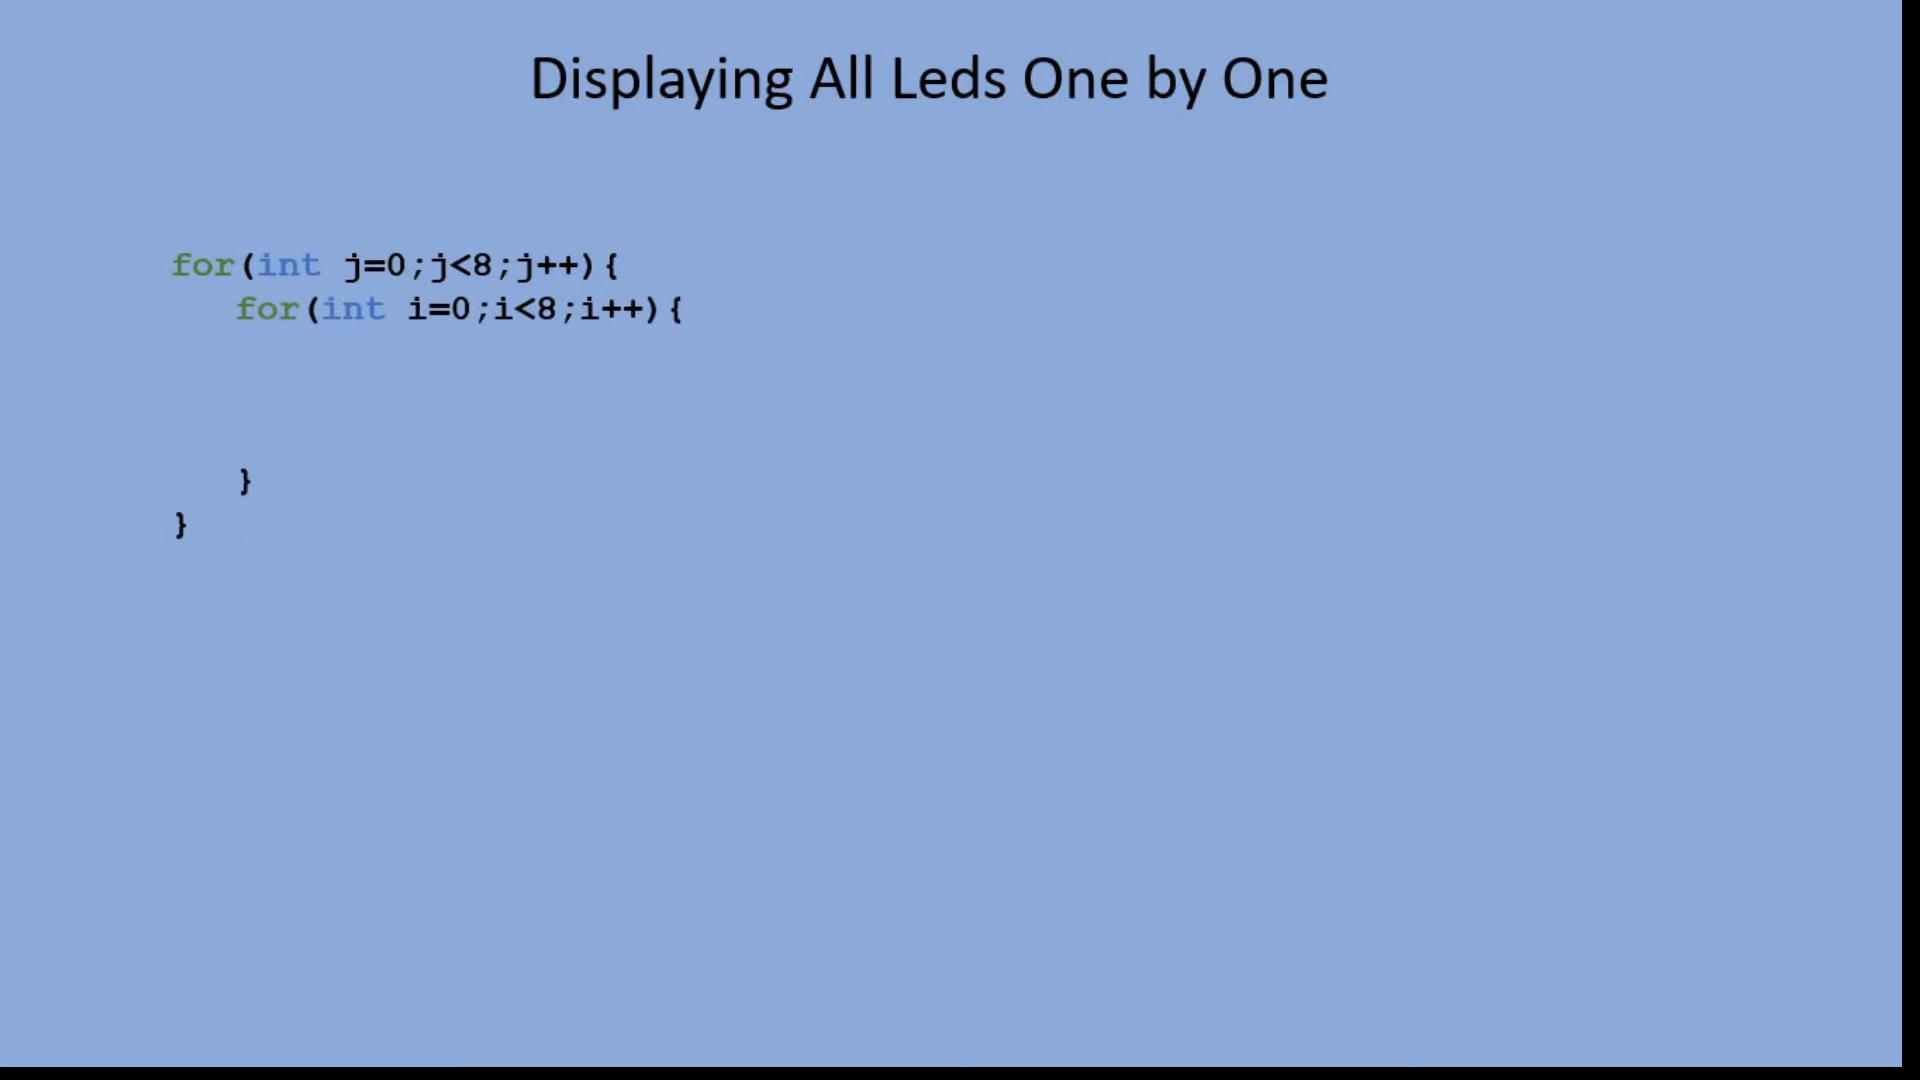 Displaying All Leds One by One
for(int j=0;j<8;j++){
for(int i=0;i<8;i++){
}
}